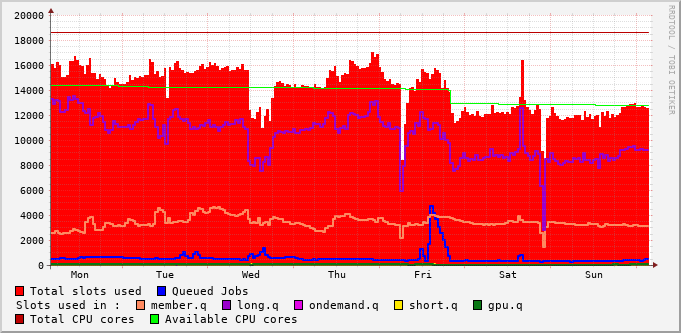 20000
18000
16000
14000
12000
10000
8000
6000
4000
2000
0
Mon Tue Wed Thu Fri Sat Sun
RRDTOOL / TOBI OETIKER
Total slots used Queued Jobs
Slots used in : member.q long.q ondemand.q short.q gpu.q
Total CPU cores Available CPU cores